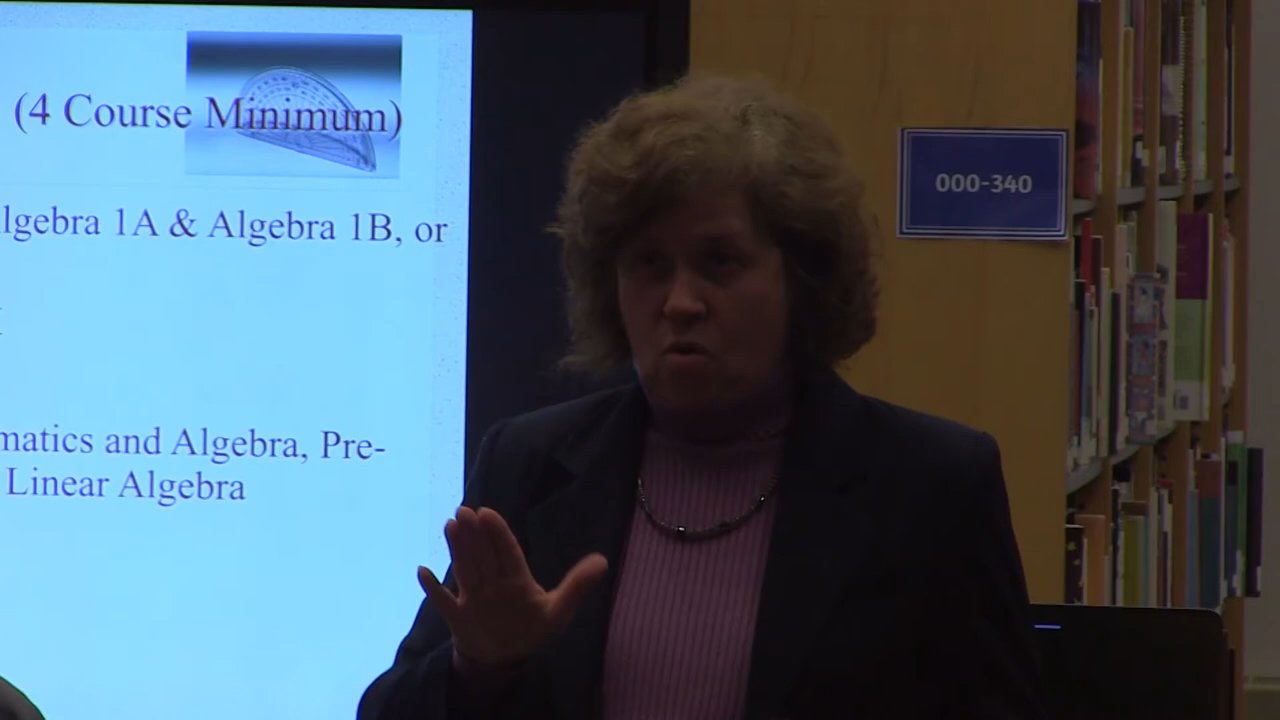 (4 Course Minimum)
lgebra 1A & Algebra 1B, or
matics and Algebra, Pre-
Linear Algebra
000-340